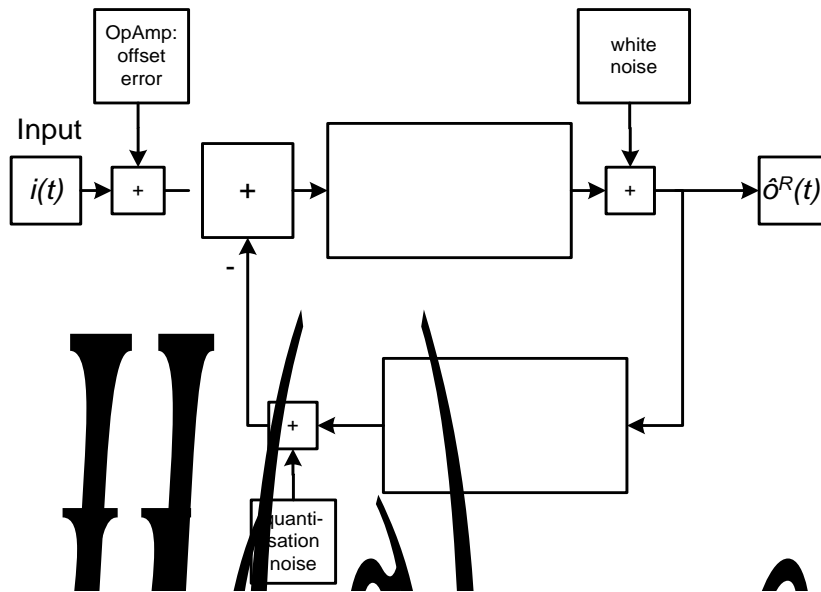 OpAmp:
offset
error
white
noise
Input
i(t)
+
+
+
ô^R(t)
-
+
quanti-
sation
noise